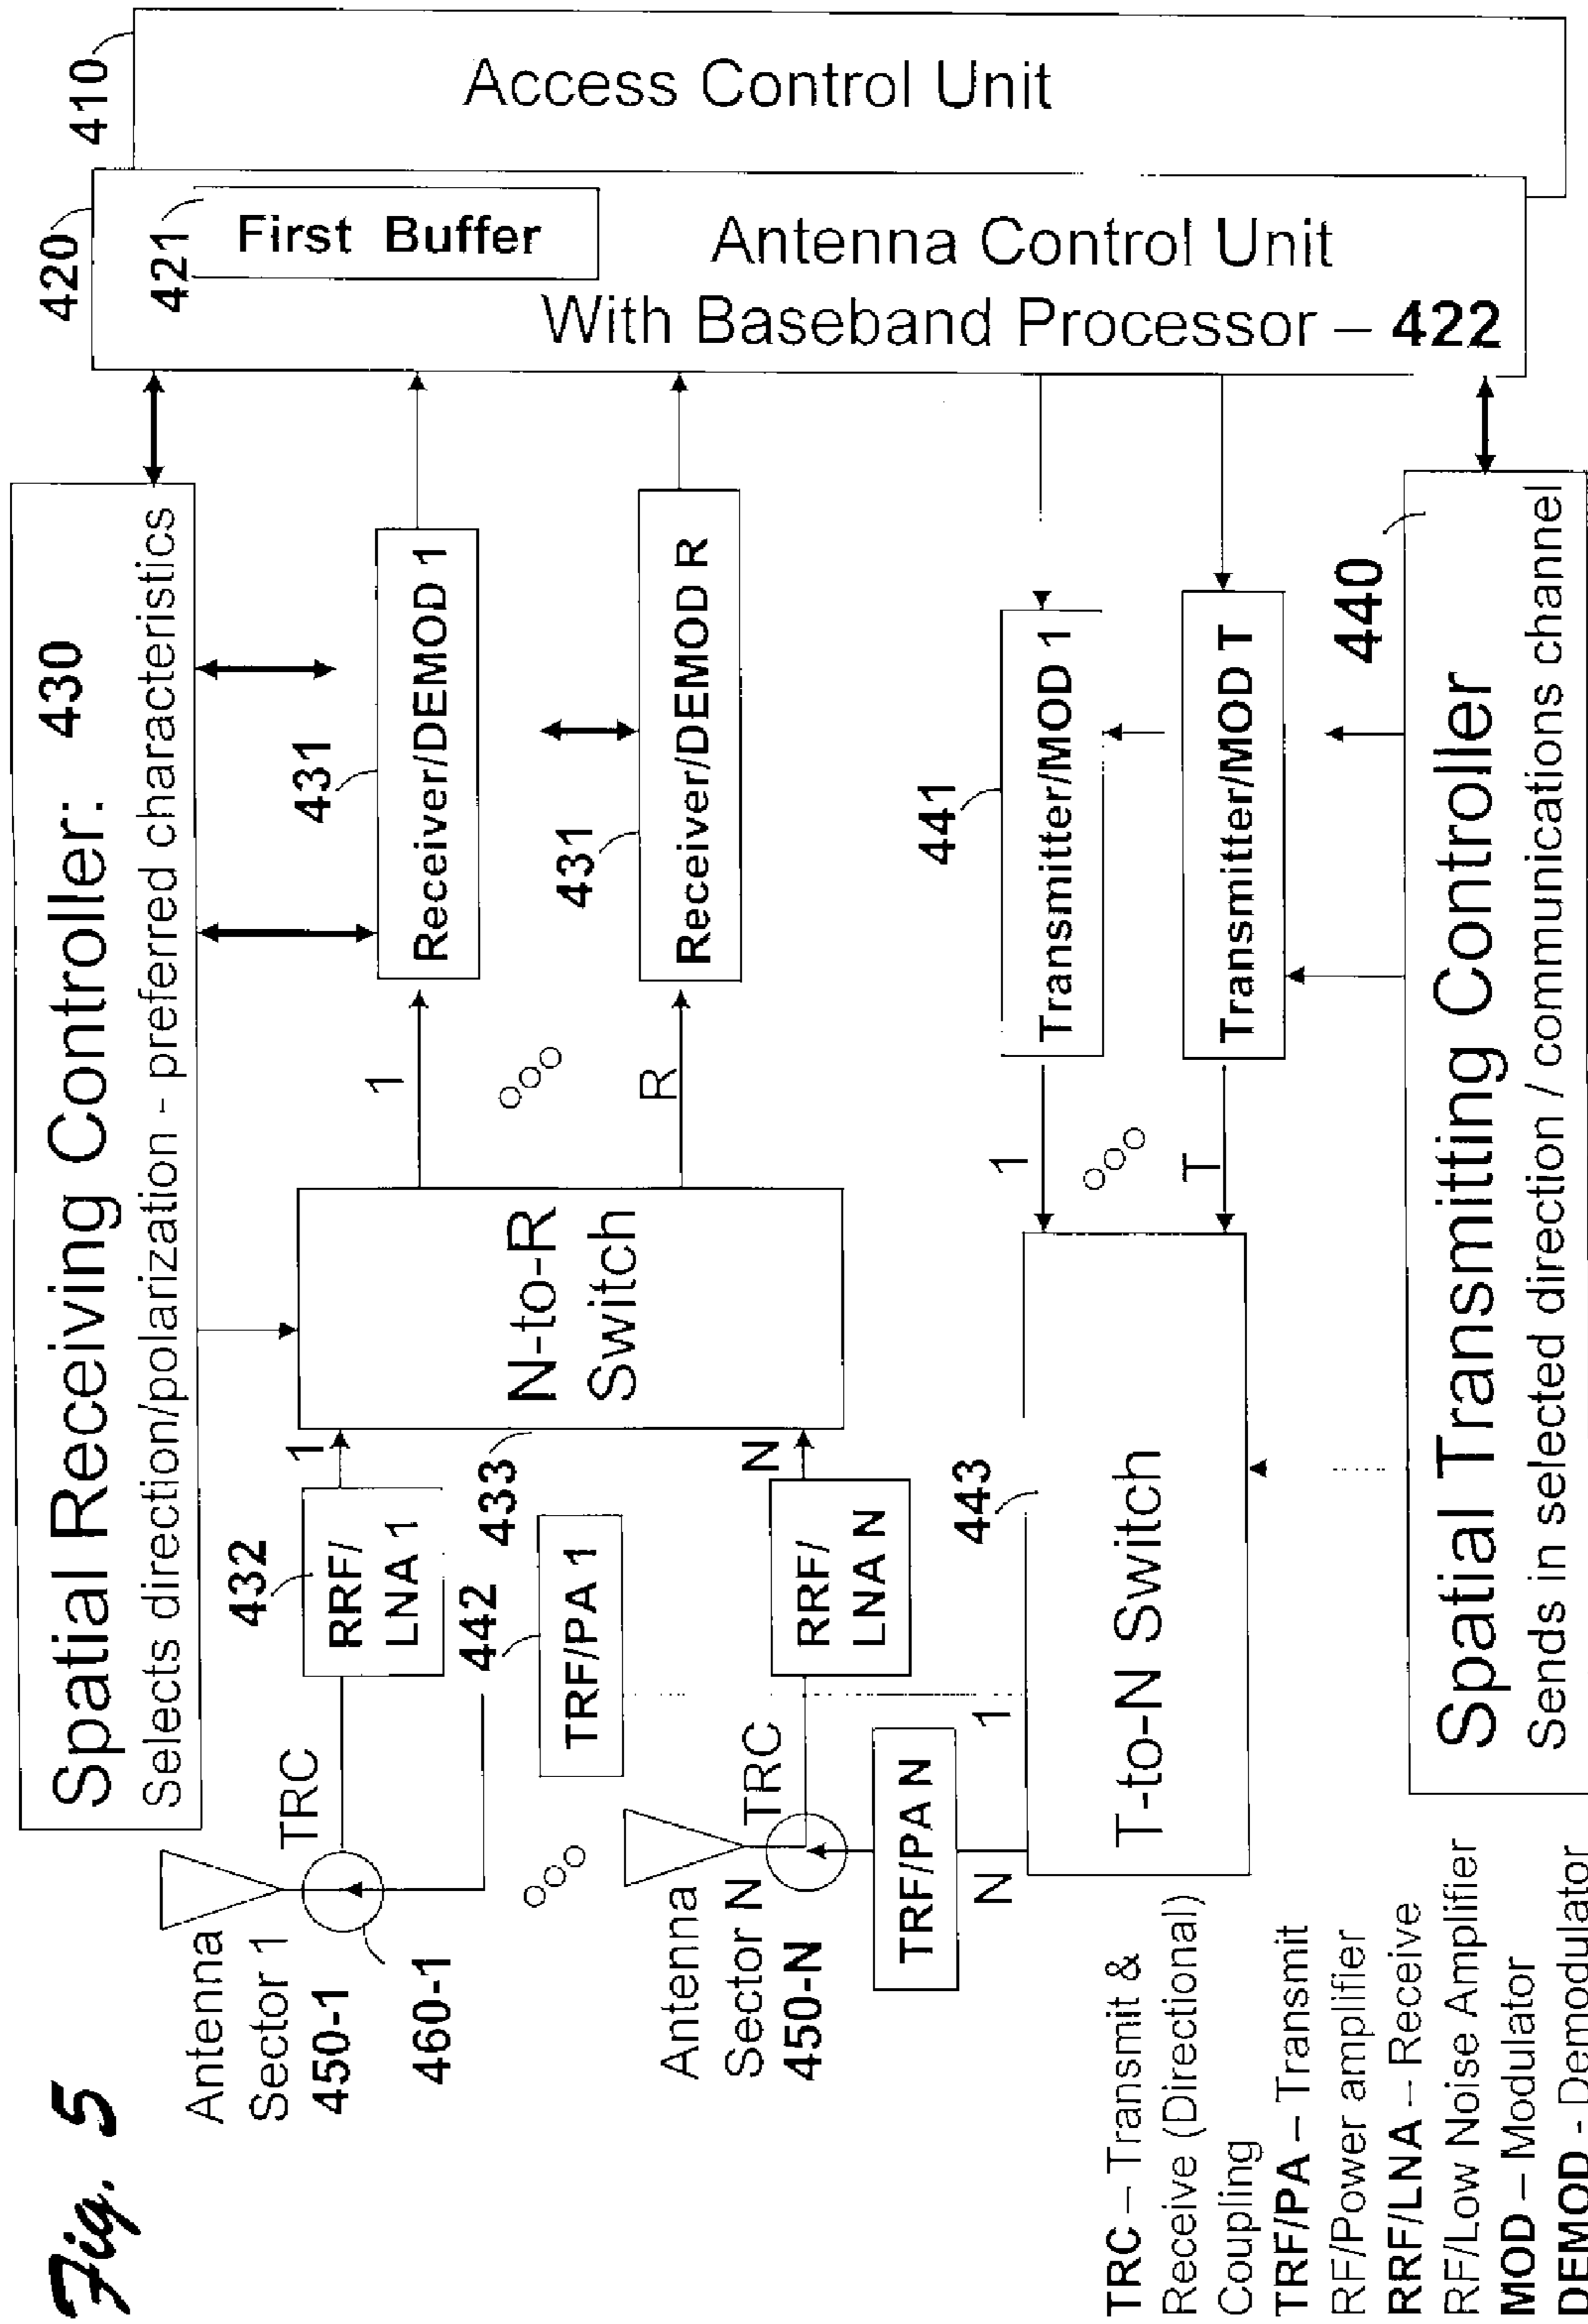 Fig. 5
Spatial Receiving Controller: 430
Selects direction/polarization - preferred characteristics
420
410
421
First Buffer
Access Control Unit
Antenna Control Unit
With Baseband Processor – 422
Antenna
Sector 1
450-1
460-1
TRC
432
RRF/
LNA 1
1
442
TRF/PA 1
433
N-to-R
Switch
1
R
431
Receiver/DEMOD 1
431
Receiver/DEMOD R
Antenna
Sector N
450-N
TRC
RRF/
LNA N
N
TRF/PA N
N
1
443
T-to-N Switch
1
T
441
Transmitter/MOD 1
Transmitter/MOD T
440
Spatial Transmitting Controller
Sends in selected direction / communications channel
TRC – Transmit &
Receive (Directional)
Coupling
TRF/PA – Transmit
RF/Power amplifier
RRF/LNA -- Receive
RF/Low Noise Amplifier
MOD – Modulator
DEMOD - Demodulator